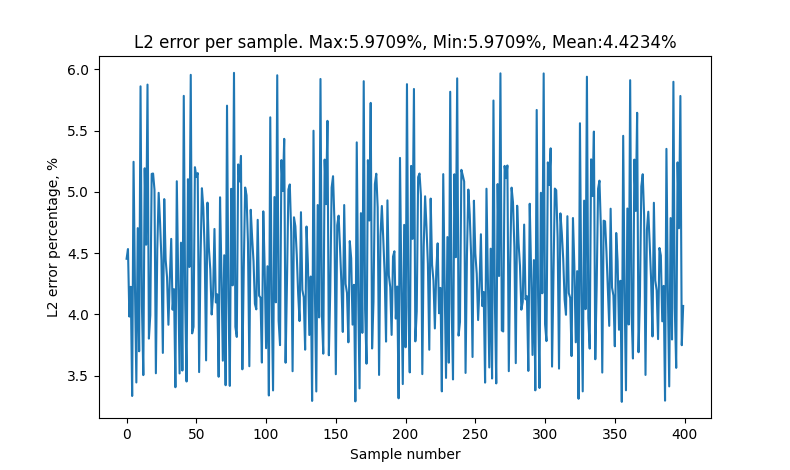 L2 error per sample. Max:5.9709%, Min:5.9709%, Mean:4.4234%
6.0
5.5
5.0
4.5
4.0
3.5
L2 error percentage, %
0 50 100 150 200 250 300 350 400
Sample number